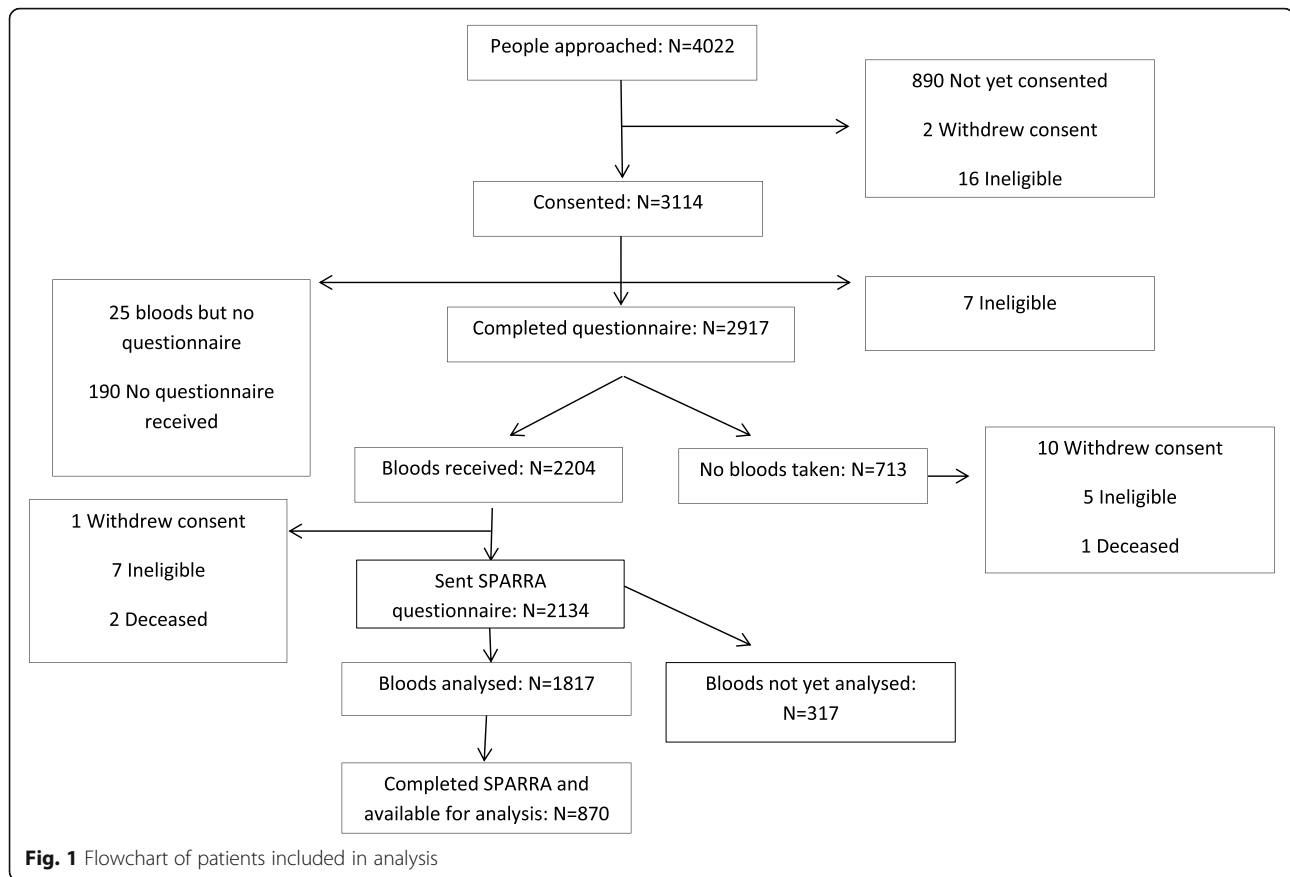 People approached: N=4022
890 Not yet consented
2 Withdrew consent
16 Ineligible
Consented: N=3114
25 bloods but no
questionnaire
190 No questionnaire
received
7 Ineligible
Completed questionnaire: N=2917
Bloods received: N=2204
No bloods taken: N=713
10 Withdrew consent
5 Ineligible
1 Deceased
1 Withdrew consent
7 Ineligible
2 Deceased
Sent SPARRA
questionnaire: N=2134
Bloods analysed: N=1817
Bloods not yet analysed:
N=317
Completed SPARRA and
available for analysis: N=870
Fig. 1 Flowchart of patients included in analysis